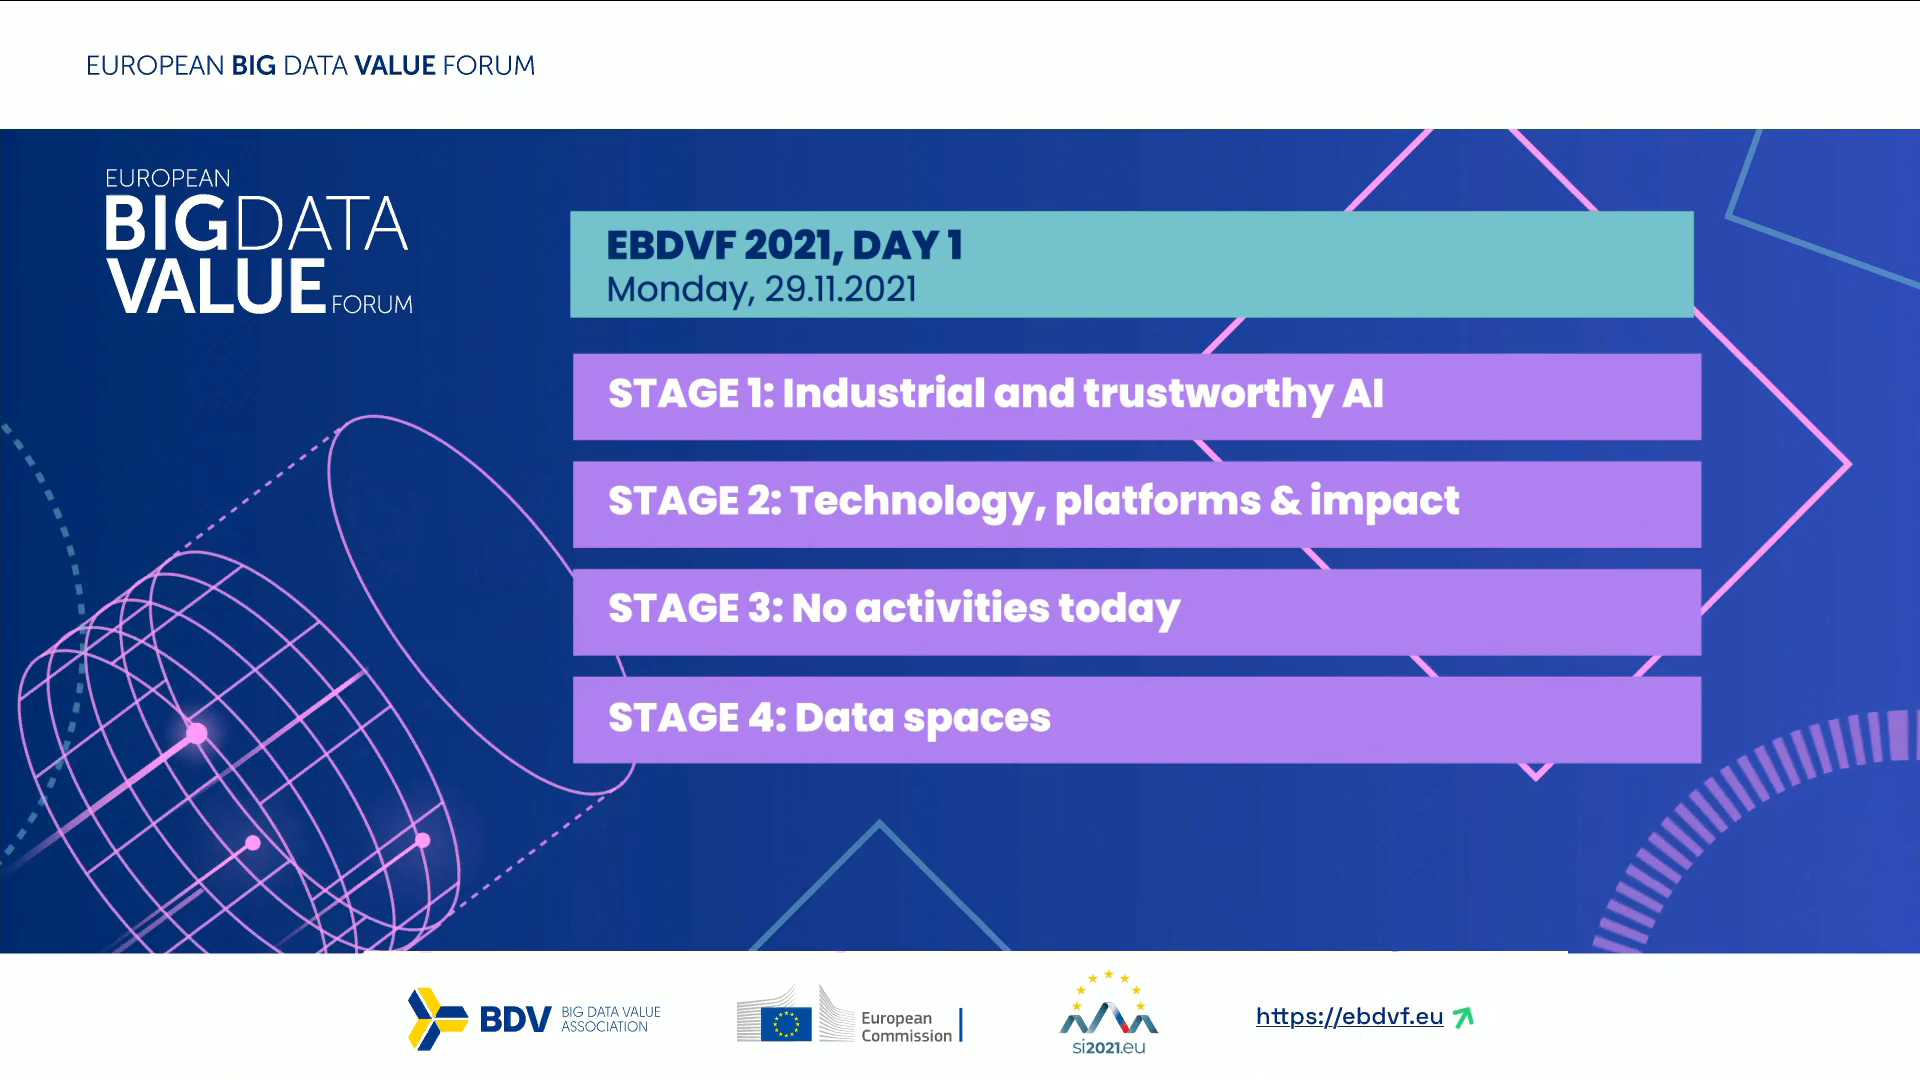 EUROPEAN BIG DATA VALUE FORUM
EUROPEAN
BIGDATA
VALUE FORUM
EBDVF 2021, DAY 1
Monday, 29.11.2021
STAGE 1: Industrial and trustworthy AI
STAGE 2: Technology, platforms & impact
STAGE 3: No activities today
STAGE 4: Data spaces
BDV BIG DATA VALUE
ASSOCIATION
European
Commission
si2021.eu
https://ebdvf.eu